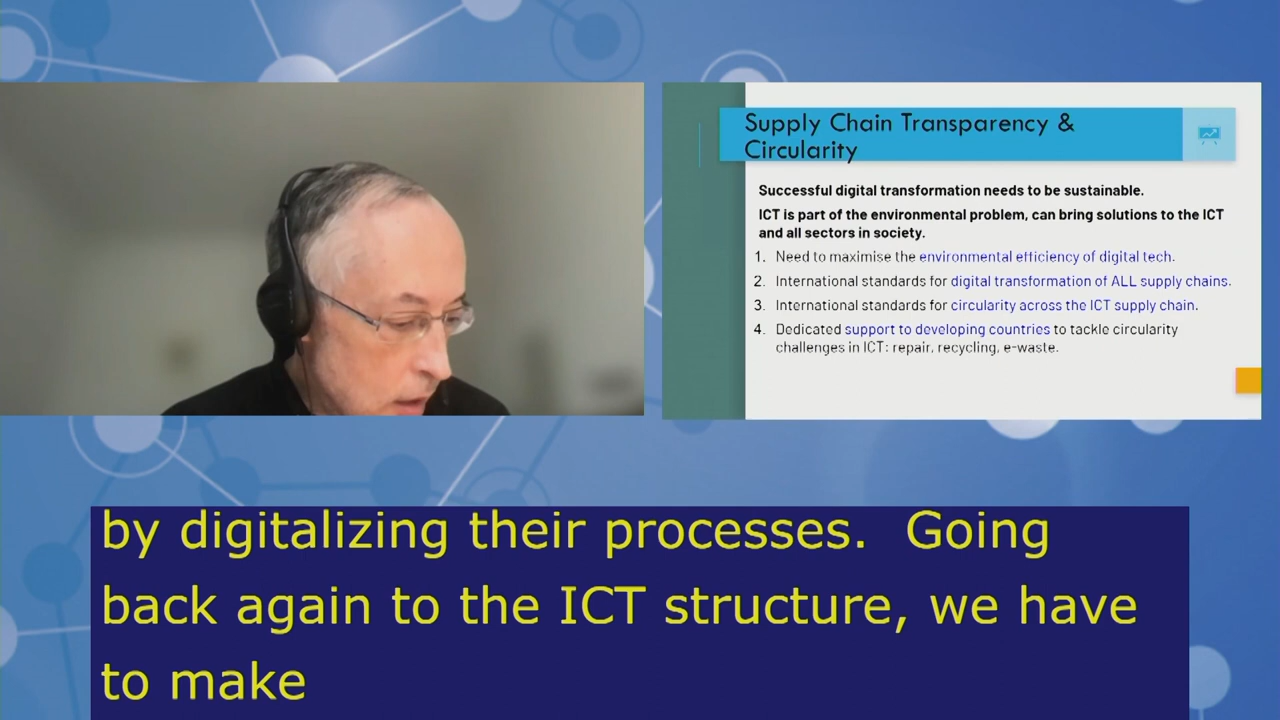 Supply Chain Transparency &
Circularity
Successful digital transformation needs to be sustainable.
ICT is part of the environmental problem, can bring solutions to the ICT
and all sectors in society.
1. Need to maximise the environmental efficiency of digital tech.
2. International standards for digital transformation of ALL supply chains.
3. International standards for circularity across the ICT supply chain.
4. Dedicated support to developing countries to tackle circularity
challenges in ICT: repair, recycling, e-waste.
by digitalizing their processes. Going
back again to the ICT structure, we have
to make